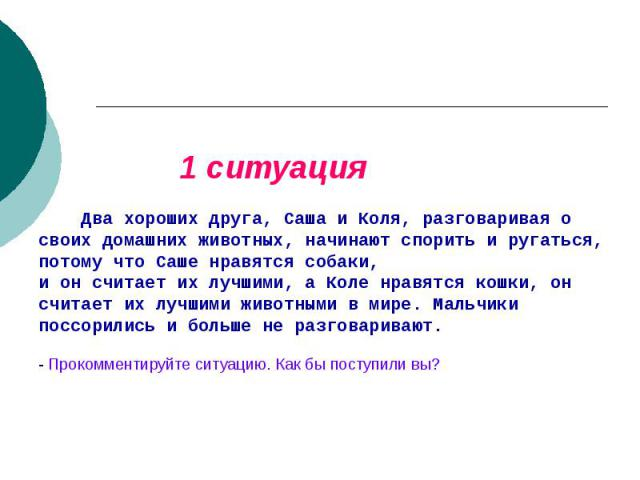 1 ситуация
Два хороших друга, Саша и Коля, разговаривая о
своих домашних животных, начинают спорить и ругаться,
потому что Саше нравятся собаки,
и он считает их лучшими, а Коле нравятся кошки, он
считает их лучшими животными в мире. Мальчики
поссорились и больше не разговаривают.
- Прокомментируйте ситуацию. Как бы поступили вы?